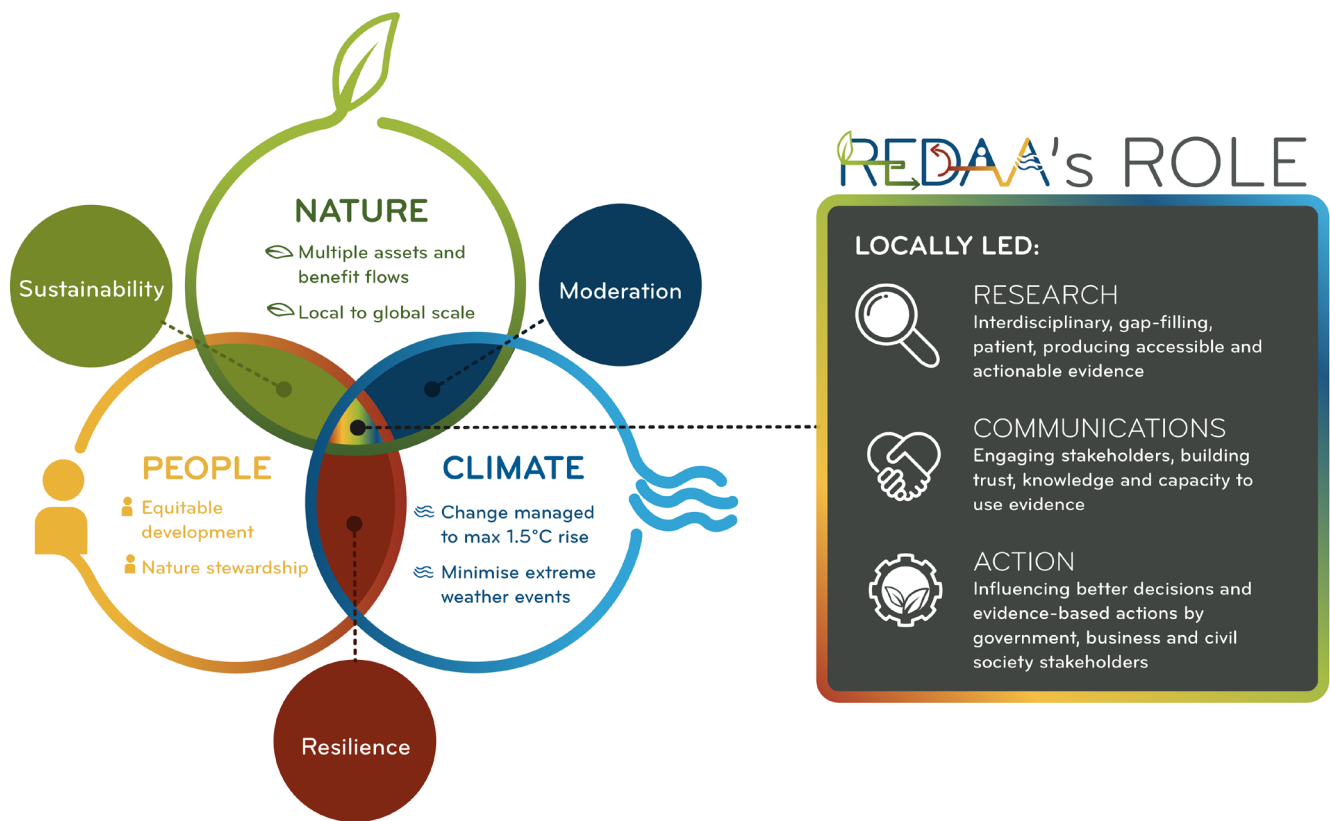 NATURE
Multiple assets and
benefit flows
Local to global scale
Sustainability
Moderation
PEOPLE
Equitable
development
Nature stewardship
CLIMATE
Change managed
to max 1.5°C rise
Minimise extreme
weather events
Resilience
REDAA's ROLE
LOCALLY LED:
RESEARCH
Interdisciplinary, gap-filling,
patient, producing accessible and
actionable evidence
COMMUNICATIONS
Engaging stakeholders, building
trust, knowledge and capacity to
use evidence
ACTION
Influencing better decisions and
evidence-based actions by
government, business and civil
society stakeholders